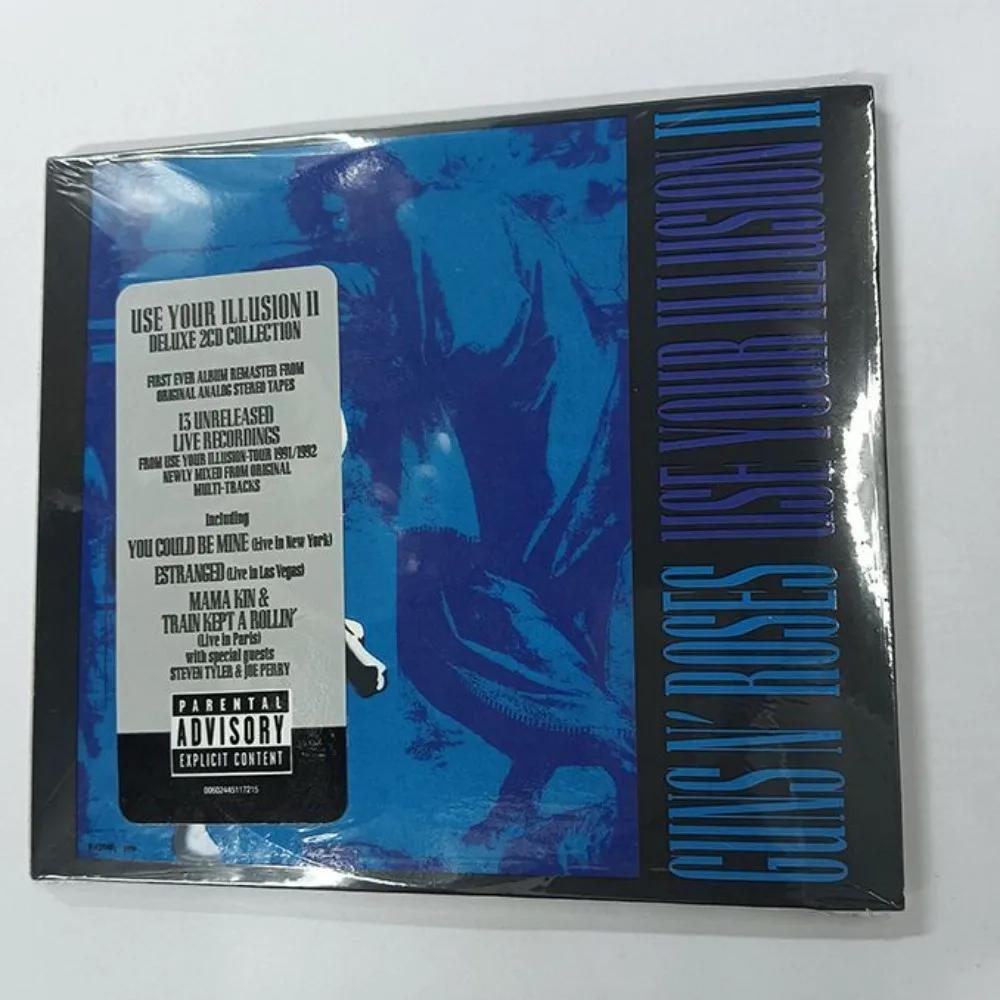 USE YOUR ILLUSION II
DELUXE 2CD COLLECTION
FIRST EVER ALBUM REMASTER FROM
ORIGINAL ANALOG STEREO TAPES
13 UNRELEASED
LIVE RECORDINGS
FROM USE YOUR ILLUSION-TOUR 1991/1992
NEWLY MIXED FROM ORIGINAL
MULTI-TRACKS
Including
YOU COULD BE MINE (Live In New York)
ESTRANGED (Live in Las Vegas)
MAMA KIN &
TRAIN KEPT A ROLLIN'
(Live in Paris)
with special guests
STEVEN TYLER & JOE PERRY
PARENTAL
ADVISORY
EXPLICIT CONTENT
00602445117215
GUNS N' ROSES USE YOUR ILLUSION II